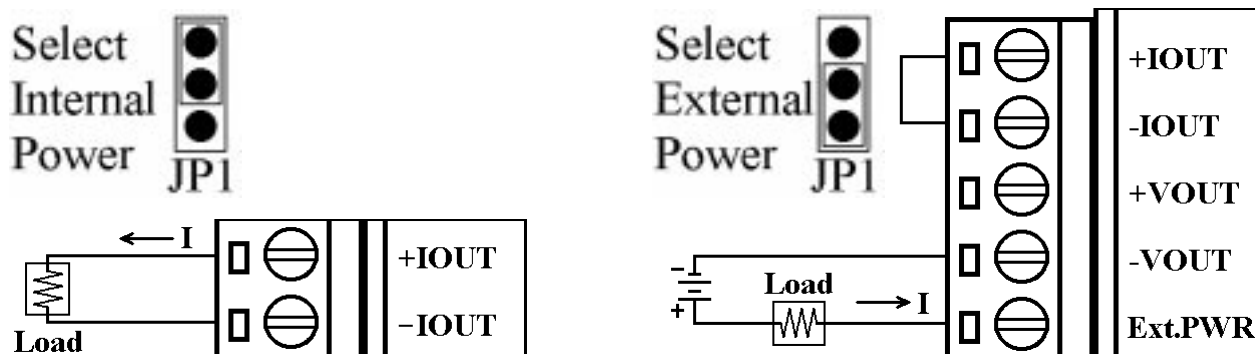 Select
Internal
Power
JP1
I
+IOUT
−IOUT
Load
Select
External
Power
JP1
+IOUT
-IOUT
+VOUT
-VOUT
Ext.PWR
-
+
Load
I